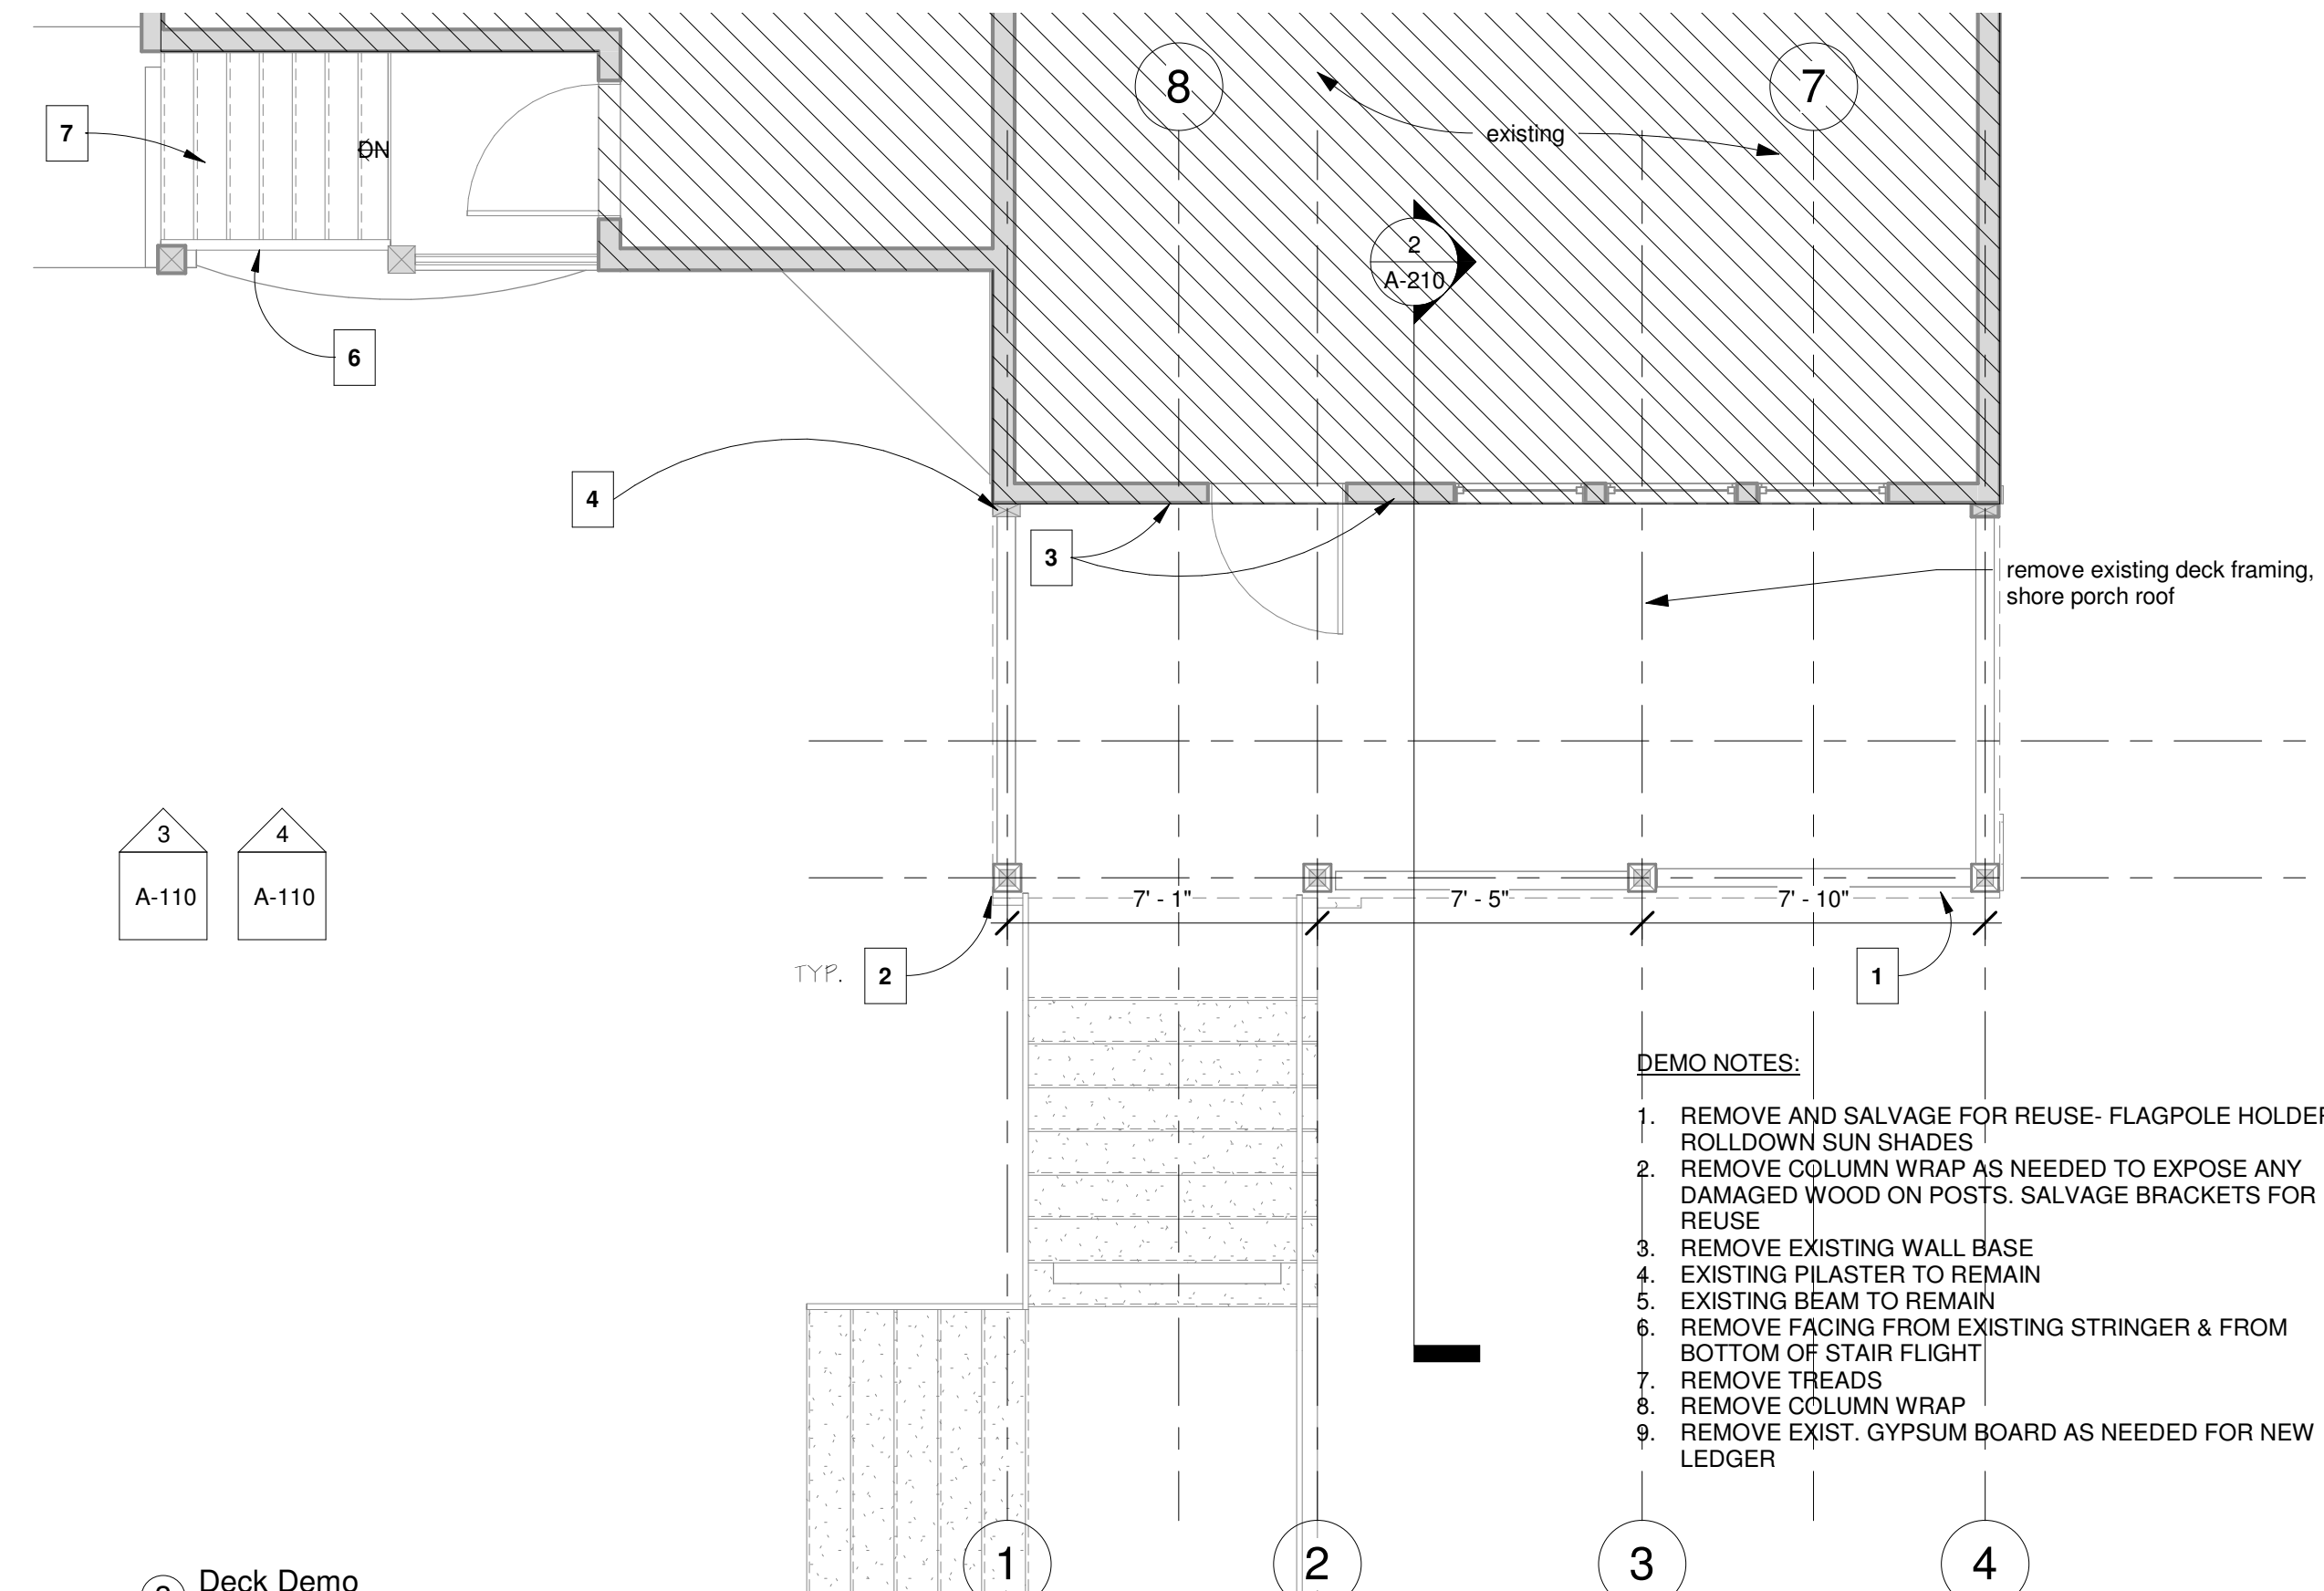 8
7
7
DN
existing
2
A-210
6
4
3
remove existing deck framing,
shore porch roof
3
A-110
4
A-110
7' - 1"
7' - 5"
7' - 10"
TYP.
2
1
DEMO NOTES:
1. REMOVE AND SALVAGE FOR REUSE- FLAGPOLE HOLDER
ROLLDOWN SUN SHADES
2. REMOVE COLUMN WRAP AS NEEDED TO EXPOSE ANY
DAMAGED WOOD ON POSTS. SALVAGE BRACKETS FOR
REUSE
3. REMOVE EXISTING WALL BASE
4. EXISTING PILASTER TO REMAIN
5. EXISTING BEAM TO REMAIN
6. REMOVE FACING FROM EXISTING STRINGER & FROM
BOTTOM OF STAIR FLIGHT
7. REMOVE TREADS
8. REMOVE COLUMN WRAP
9. REMOVE EXIST. GYPSUM BOARD AS NEEDED FOR NEW
LEDGER
1
2
3
4
Deck Demo